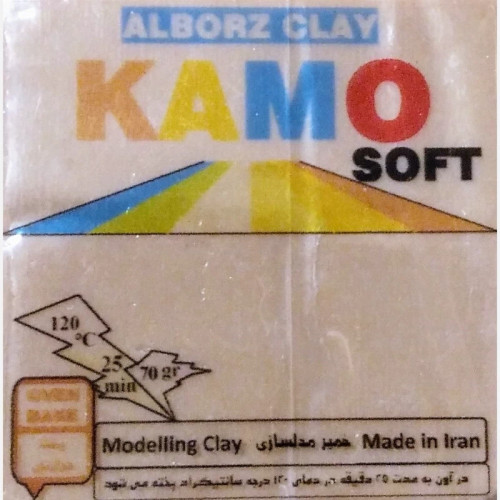 ALBORZ CLAY
KAMO
SOFT
120
°C
25
min
70 gr
OVEN
BAKE
Modelling Clay خمیر مدلسازی Made in Iran
در آون به مدت ۲۵ دقیقه در دمای ۱۲۰ درجه سانتیگراد پخته می شود